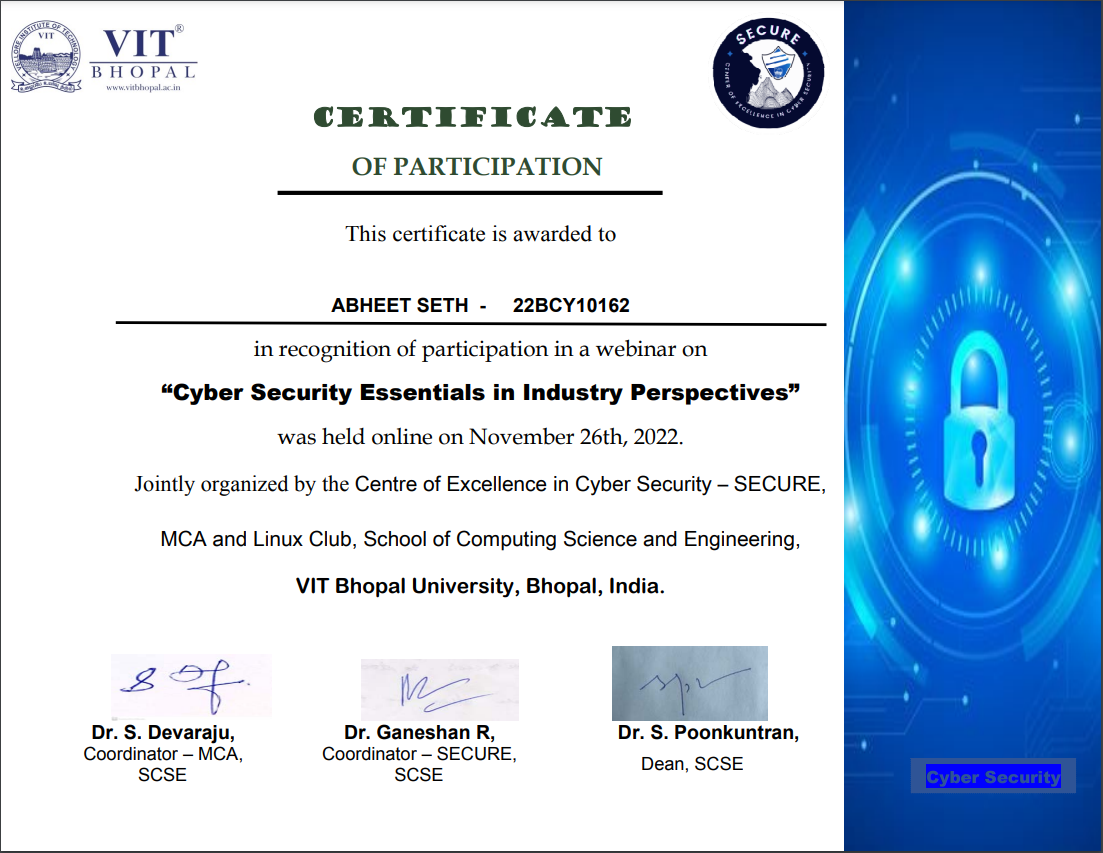 VELLORE INSTITUTE OF TECHNOLOGY
VIT
VIT®
BHOPAL
www.vitbhopal.ac.in
SECURE
CENTER OF EXCELLENCE IN CYBER SECURITY
CERTIFICATE
OF PARTICIPATION
This certificate is awarded to
ABHEET SETH - 22BCY10162
in recognition of participation in a webinar on
“Cyber Security Essentials in Industry Perspectives”
was held online on November 26th, 2022.
Jointly organized by the Centre of Excellence in Cyber Security – SECURE,
MCA and Linux Club, School of Computing Science and Engineering,
VIT Bhopal University, Bhopal, India.
Dr. S. Devaraju,
Coordinator – MCA,
SCSE
Dr. Ganeshan R,
Coordinator – SECURE,
SCSE
Dr. S. Poonkuntran,
Dean, SCSE
Cyber Security